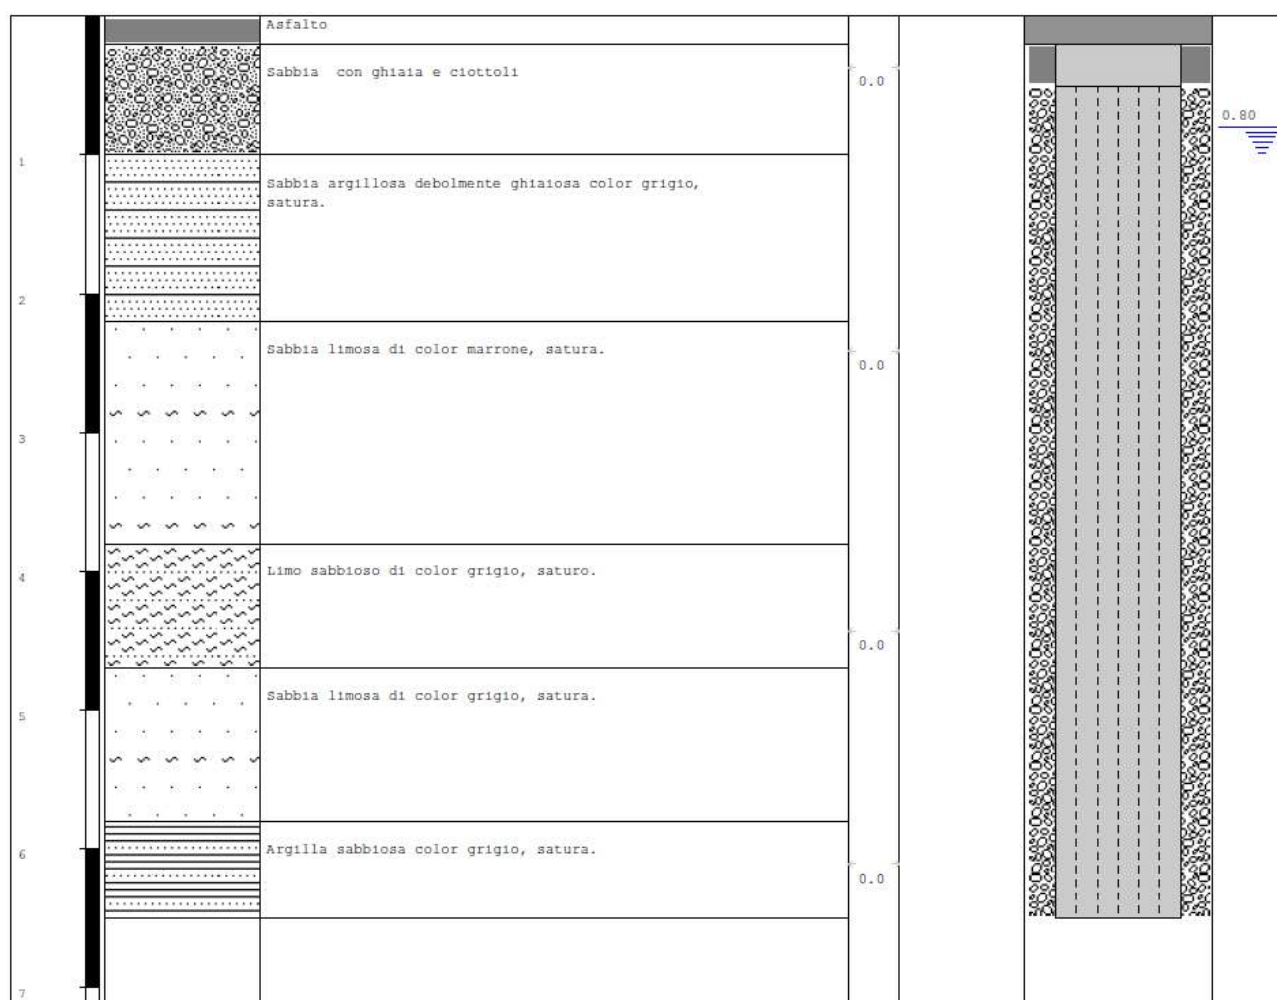 Asfalto
Sabbia con ghiaia e ciottoli
0.0
0.80
1
Sabbia argillosa debolmente ghiaiosa color grigio,
satura.
2
Sabbia limosa di color marrone, satura.
0.0
3
4
Limo sabbioso di color grigio, saturo.
0.0
Sabbia limosa di color grigio, satura.
5
6
Argilla sabbiosa color grigio, satura.
0.0
7